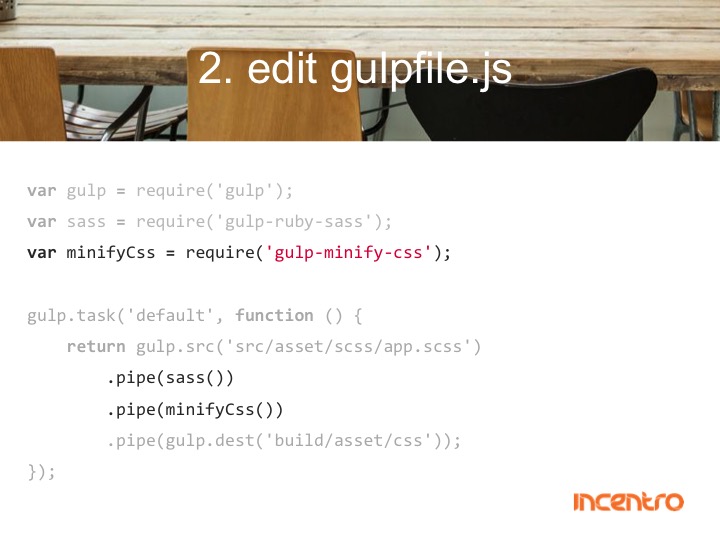 2. edit gulpfile.js
var gulp = require('gulp');
var sass = require('gulp-ruby-sass');
var minifyCss = require('gulp-minify-css');
gulp.task('default', function () {
    return gulp.src('src/asset/scss/app.scss')
        .pipe(sass())
        .pipe(minifyCss())
        .pipe(gulp.dest('build/asset/css'));
});
INCENTRO